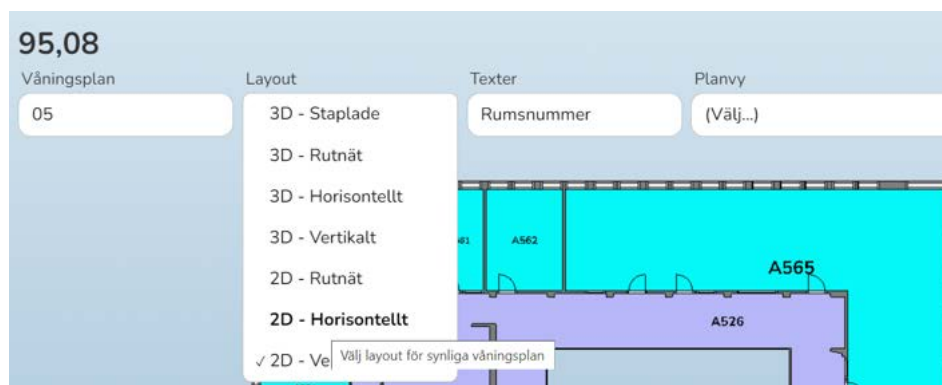 95,08
Våningsplan Layout Texter Planvy
05 3D - Staplade Rumsnummer (Välj...)
3D - Rutnät
3D - Horisontellt
3D - Vertikalt
A562
2D - Rutnät
A565
2D - Horisontellt
A526
✓ 2D - Ve
Välj layout för synliga våningsplan